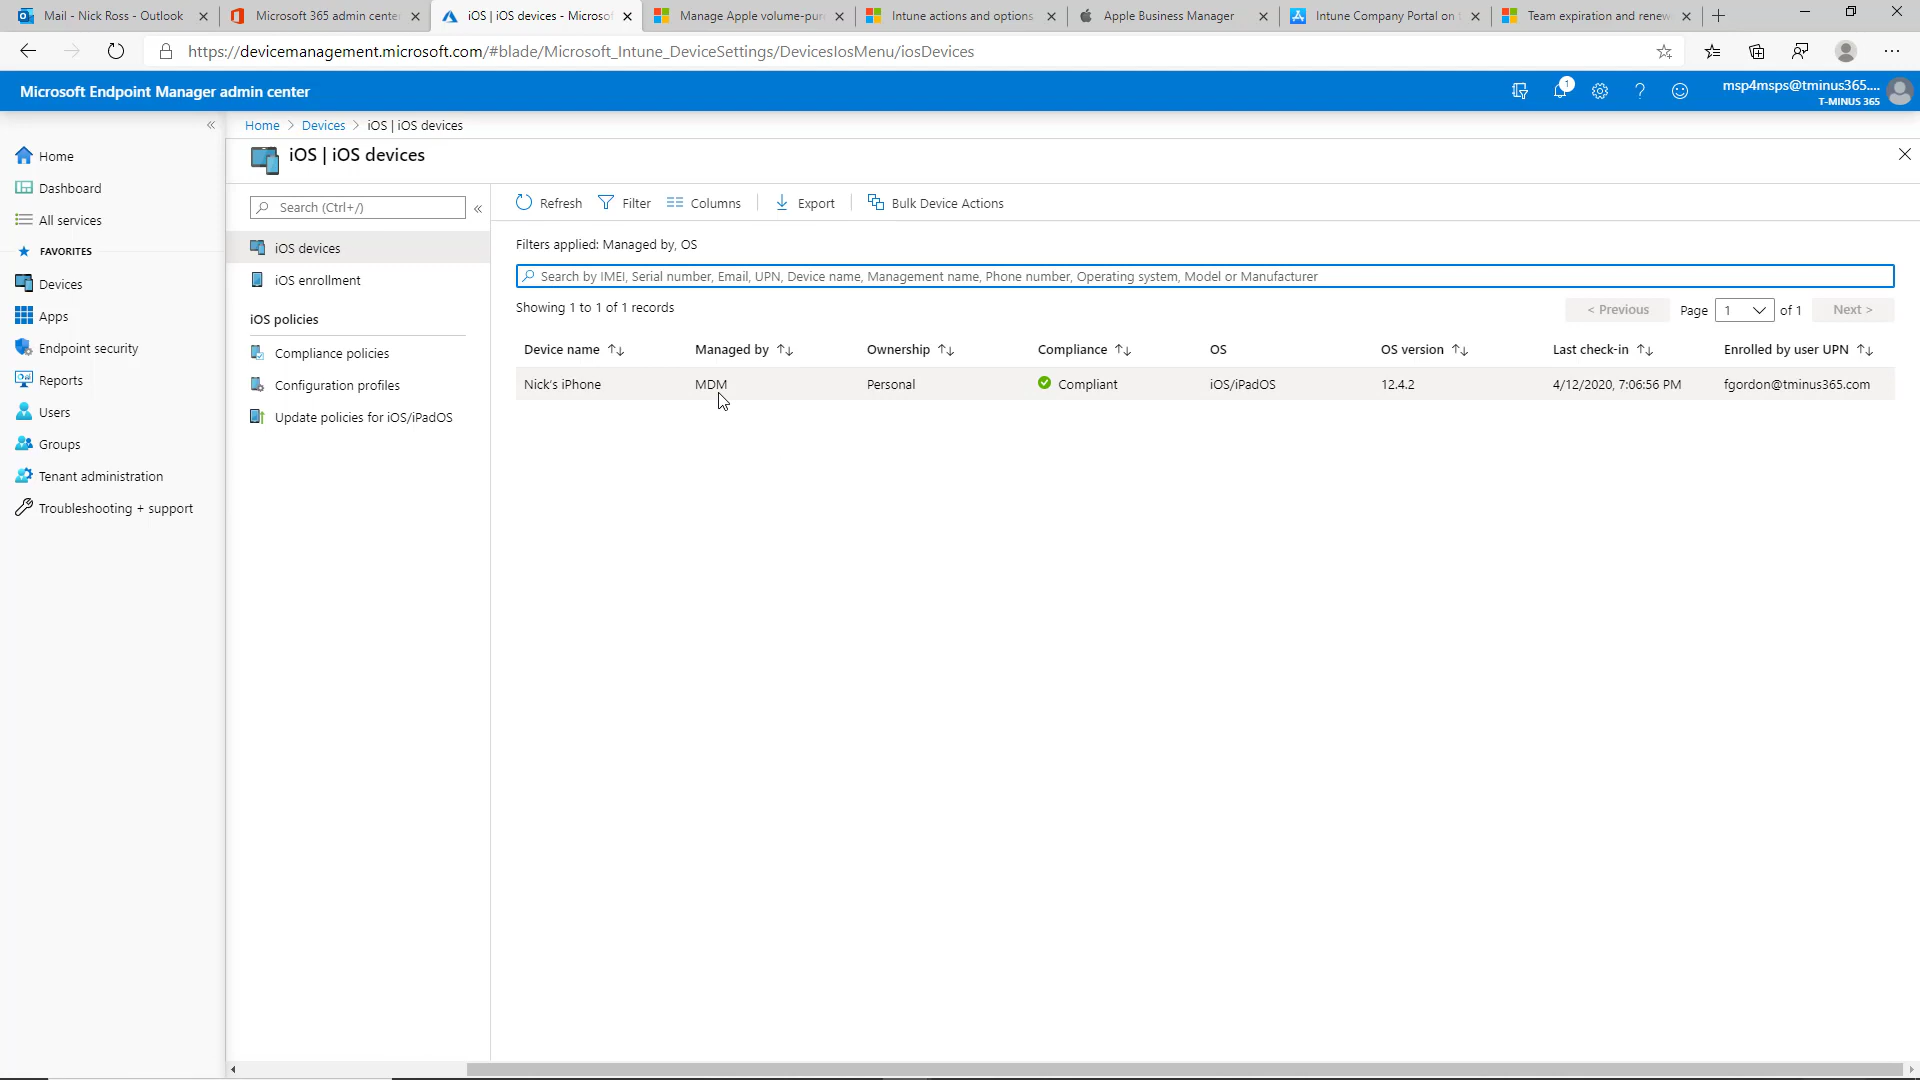 Mail - Nick Ross - Outlook
Microsoft 365 admin center
iOS | iOS devices - Microsof
Manage Apple volume-pur
Intune actions and options
Apple Business Manager
Intune Company Portal on
Team expiration and renew
https://devicemanagement.microsoft.com/#blade/Microsoft_Intune_DeviceSettings/DevicesIosMenu/iosDevices
Microsoft Endpoint Manager admin center
1
msp4msps@tminus365....
T-MINUS 365
Home > Devices > iOS | iOS devices
iOS | iOS devices
Home
Dashboard
All services
FAVORITES
Devices
Apps
Endpoint security
Reports
Users
Groups
Tenant administration
Troubleshooting + support
Search (Ctrl+/)
iOS devices
iOS enrollment
iOS policies
Compliance policies
Configuration profiles
Update policies for iOS/iPadOS
Refresh Filter Columns Export Bulk Device Actions
Filters applied: Managed by, OS
Search by IMEI, Serial number, Email, UPN, Device name, Management name, Phone number, Operating system, Model or Manufacturer
Showing 1 to 1 of 1 records
< Previous Page 1 of 1 Next >
Device name Managed by Ownership Compliance OS OS version Last check-in Enrolled by user UPN
Nick's iPhone MDM Personal Compliant iOS/iPadOS 12.4.2 4/12/2020, 7:06:56 PM fgordon@tminus365.com